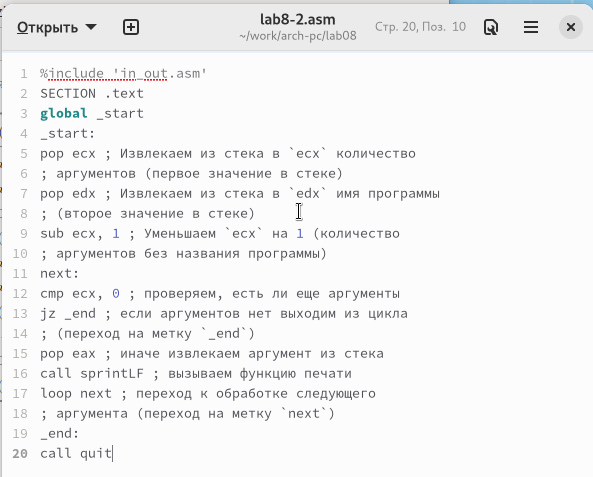 Открыть
lab8-2.asm
~/work/arch-pc/lab08
Стр. 20, Поз. 10
1 %include 'in_out.asm'
2 SECTION .text
3 global _start
4 _start:
5 pop ecx ; Извлекаем из стека в `ecx` количество
6 ; аргументов (первое значение в стеке)
7 pop edx ; Извлекаем из стека в `edx` имя программы
8 ; (второе значение в стеке)
9 sub ecx, 1 ; Уменьшаем `ecx` на 1 (количество
10 ; аргументов без названия программы)
11 next:
12 cmp ecx, 0 ; проверяем, есть ли еще аргументы
13 jz _end ; если аргументов нет выходим из цикла
14 ; (переход на метку `_end`)
15 pop eax ; иначе извлекаем аргумент из стека
16 call sprintLF ; вызываем функцию печати
17 loop next ; переход к обработке следующего
18 ; аргумента (переход на метку `next`)
19 _end:
20 call quit